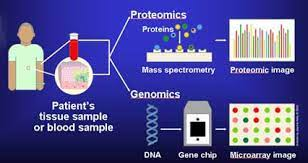 Proteomics
Proteins
Mass spectrometry
Proteomic image
Patient's
tissue sample
or blood sample
Genomics
DNA
Gene chip
Microarray image